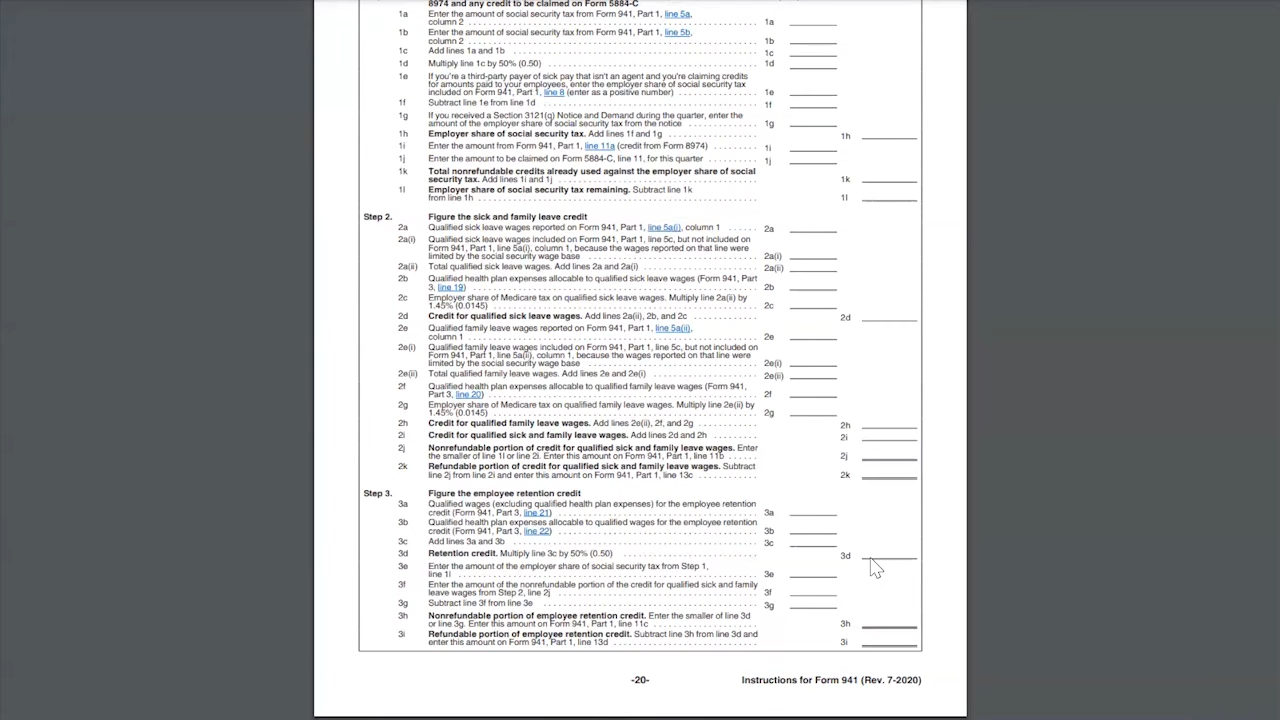 8974 and any credit to be claimed on Form 5884-C
1a Enter the amount of social security tax from Form 941, Part 1, line 5a,
column 2 1a
1b Enter the amount of social security tax from Form 941, Part 1, line 5b,
column 2 1b
1c Add lines 1a and 1b 1c
1d Multiply line 1c by 50% (0.50) 1d
1e If you're a third-party payer of sick pay that isn't an agent and you're claiming credits
for amounts paid to your employees, enter the employer share of social security tax
included on Form 941, Part 1, line 8 (enter as a positive number) 1e
1f Subtract line 1e from line 1d 1f
1g If you received a Section 3121(q) Notice and Demand during the quarter, enter the
amount of the employer share of social security tax from the notice 1g
1h Employer share of social security tax. Add lines 1f and 1g 1h
1i Enter the amount from Form 941, Part 1, line 11a (credit from Form 8974) 1i
1j Enter the amount to be claimed on Form 5884-C, line 11, for this quarter 1j
1k Total nonrefundable credits already used against the employer share of social
security tax. Add lines 1i and 1j 1k
1l Employer share of social security tax remaining. Subtract line 1k
from line 1h 1l
Step 2. Figure the sick and family leave credit
2a Qualified sick leave wages reported on Form 941, Part 1, line 5a(i), column 1 2a
2a(i) Qualified sick leave wages included on Form 941, Part 1, line 5c, but not included on
Form 941, Part 1, line 5a(i), column 1, because the wages reported on that line were
limited by the social security wage base 2a(i)
2a(ii) Total qualified sick leave wages. Add lines 2a and 2a(i) 2a(ii)
2b Qualified health plan expenses allocable to qualified sick leave wages (Form 941, Part
3, line 19) 2b
2c Employer share of Medicare tax on qualified sick leave wages. Multiply line 2a(ii) by
1.45% (0.0145) 2c
2d Credit for qualified sick leave wages. Add lines 2a(ii), 2b, and 2c 2d
2e Qualified family leave wages reported on Form 941, Part 1, line 5a(ii),
column 1 2e
2e(i) Qualified family leave wages included on Form 941, Part 1, line 5c, but not included on
Form 941, Part 1, line 5a(ii), column 1, because the wages reported on that line were
limited by the social security wage base 2e(i)
2e(ii) Total qualified family leave wages. Add lines 2e and 2e(i) 2e(ii)
2f Qualified health plan expenses allocable to qualified family leave wages (Form 941,
Part 3, line 20) 2f
2g Employer share of Medicare tax on qualified family leave wages. Multiply line 2e(ii) by
1.45% (0.0145) 2g
2h Credit for qualified family leave wages. Add lines 2e(ii), 2f, and 2g 2h
2i Credit for qualified sick and family leave wages. Add lines 2d and 2h 2i
2j Nonrefundable portion of credit for qualified sick and family leave wages. Enter
the smaller of line 1l or line 2i. Enter this amount on Form 941, Part 1, line 11b 2j
2k Refundable portion of credit for qualified sick and family leave wages. Subtract
line 2j from line 2i and enter this amount on Form 941, Part 1, line 13c 2k
Step 3. Figure the employee retention credit
3a Qualified wages (excluding qualified health plan expenses) for the employee retention
credit (Form 941, Part 3, line 21) 3a
3b Qualified health plan expenses allocable to qualified wages for the employee retention
credit (Form 941, Part 3, line 22) 3b
3c Add lines 3a and 3b 3c
3d Retention credit. Multiply line 3c by 50% (0.50) 3d
3e Enter the amount of the employer share of social security tax from Step 1,
line 1l 3e
3f Enter the amount of the nonrefundable portion of the credit for qualified sick and family
leave wages from Step 2, line 2j 3f
3g Subtract line 3f from line 3e 3g
3h Nonrefundable portion of employee retention credit. Enter the smaller of line 3d
or line 3g. Enter this amount on Form 941, Part 1, line 11c 3h
3i Refundable portion of employee retention credit. Subtract line 3h from line 3d and
enter this amount on Form 941, Part 1, line 13d 3i
-20- Instructions for Form 941 (Rev. 7-2020)